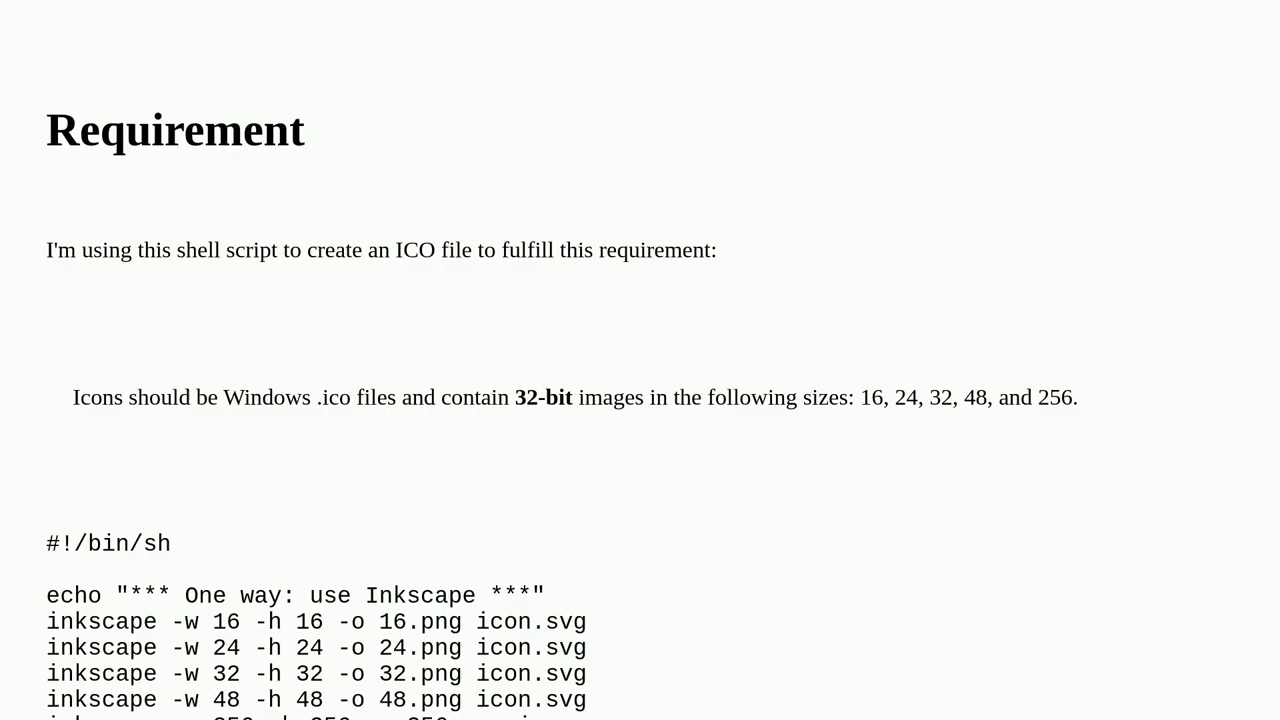 Requirement
I'm using this shell script to create an ICO file to fulfill this requirement:
Icons should be Windows .ico files and contain 32-bit images in the following sizes: 16, 24, 32, 48, and 256.
#!/bin/sh
echo "*** One way: use Inkscape ***"
inkscape -w 16 -h 16 -o 16.png icon.svg
inkscape -w 24 -h 24 -o 24.png icon.svg
inkscape -w 32 -h 32 -o 32.png icon.svg
inkscape -w 48 -h 48 -o 48.png icon.svg